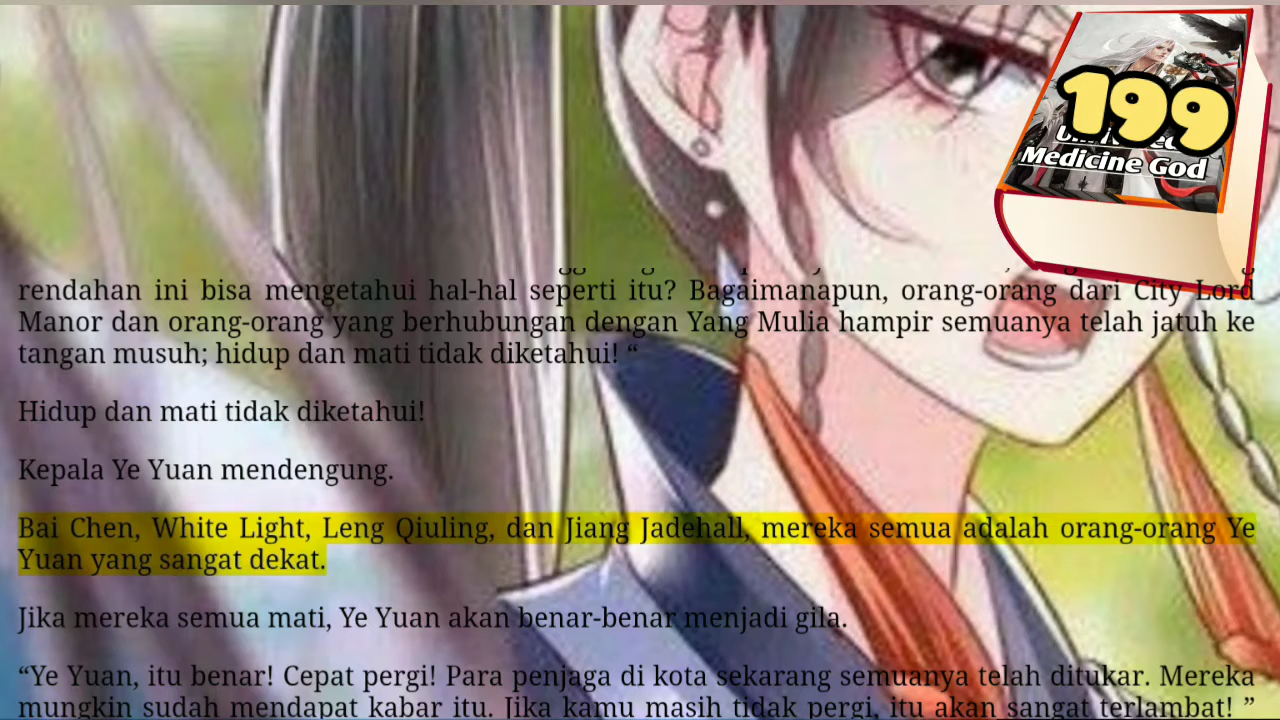 199
Medicine God
rendahan ini bisa mengetahui hal-hal seperti itu? Bagaimanapun, orang-orang dari City Lord
Manor dan orang-orang yang berhubungan dengan Yang Mulia hampir semuanya telah jatuh ke
tangan musuh; hidup dan mati tidak diketahui! “
Hidup dan mati tidak diketahui!
Kepala Ye Yuan mendengung.
Bai Chen, White Light, Leng Qiuling, dan Jiang Jadehall, mereka semua adalah orang-orang Ye
Yuan yang sangat dekat.
Jika mereka semua mati, Ye Yuan akan benar-benar menjadi gila.
“Ye Yuan, itu benar! Cepat pergi! Para penjaga di kota sekarang semuanya telah ditukar. Mereka
mungkin sudah mendapat kabar itu. Jika kamu masih tidak pergi, itu akan sangat terlambat! ”